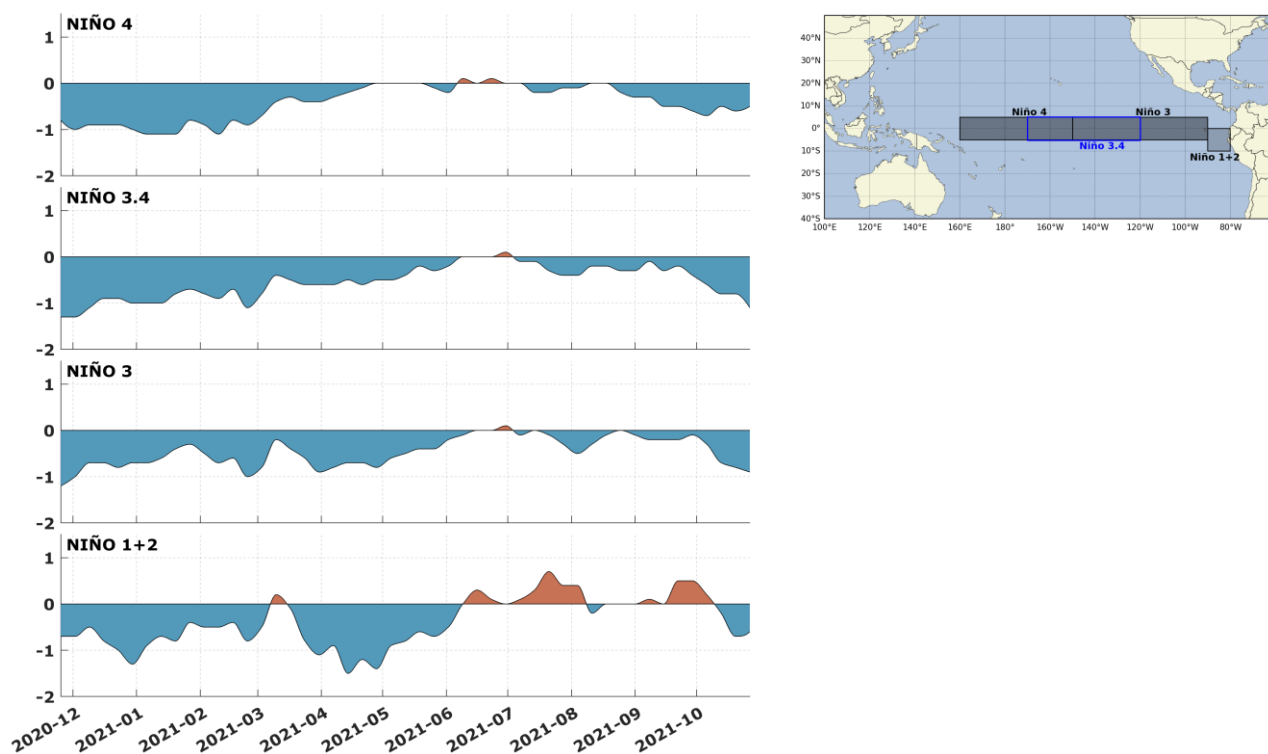 NIÑO 4
1
0
-1
-2
NIÑO 3.4
1
0
-1
-2
NIÑO 3
1
0
-1
-2
NIÑO 1+2
1
0
-1
-2
2020-12
2021-01
2021-02
2021-03
2021-04
2021-05
2021-06
2021-07
2021-08
2021-09
2021-10
40°N
30°N
20°N
10°N
0°
10°S
20°S
30°S
40°S
Niño 4
Niño 3
Niño 3.4
Niño 1+2
100°E 120°E 140°E 160°E 180° 160°W 140°W 120°W 100°W 80°W